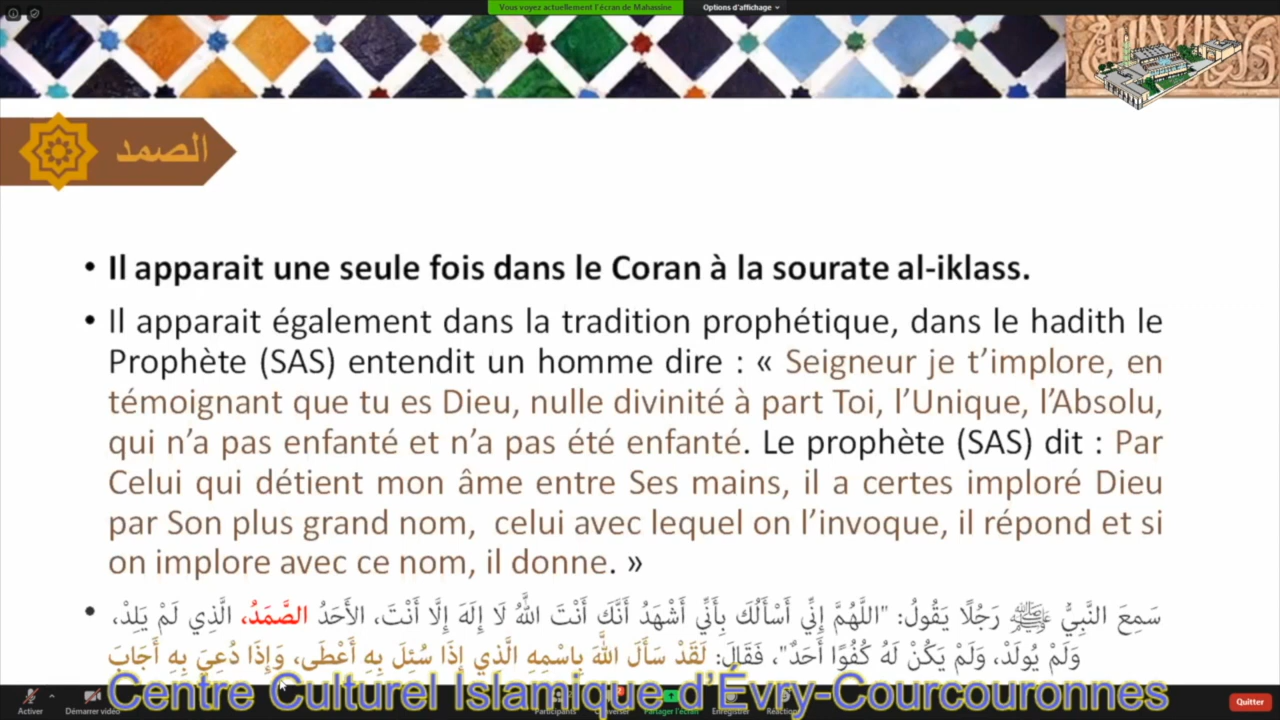 Vous voyez actuellement l'écran de Mahassine
Options d'affichage
الصمد
• Il apparait une seule fois dans le Coran à la sourate al-iklass.
• Il apparait également dans la tradition prophétique, dans le hadith le
Prophète (SAS) entendit un homme dire : « Seigneur je t’implore, en
témoignant que tu es Dieu, nulle divinité à part Toi, l’Unique, l’Absolu,
qui n’a pas enfanté et n’a pas été enfanté. Le prophète (SAS) dit : Par
Celui qui détient mon âme entre Ses mains, il a certes imploré Dieu
par Son plus grand nom, celui avec lequel on l’invoque, il répond et si
on implore avec ce nom, il donne. »
• سَمِعَ النَّبِيُّ ﷺ رَجُلًا يَقُولُ: "اللَّهُمَّ إِنِّي أَسْأَلُكَ بِأَنِّي أَشْهَدُ أَنَّكَ أَنْتَ اللَّهُ لَا إِلَهَ إِلَّا أَنْتَ، الأَحَدُ الصَّمَدُ، الَّذِي لَمْ يَلِدْ،
وَلَمْ يُولَدْ، وَلَمْ يَكُنْ لَهُ كُفُوًا أَحَدٌ"، فَقَالَ: لَقَدْ سَأَلَ اللَّهَ بِاسْمِهِ الَّذِي إِذَا سُئِلَ بِهِ أَعْطَى، وَإِذَا دُعِيَ بِهِ أَجَابَ
Centre Culturel Islamique d’Évry-Courcouronnes
Activer
Démarrer vidéo
Participants
Converser
Partager l'écran
Enregistrer
Réactions
Quitter